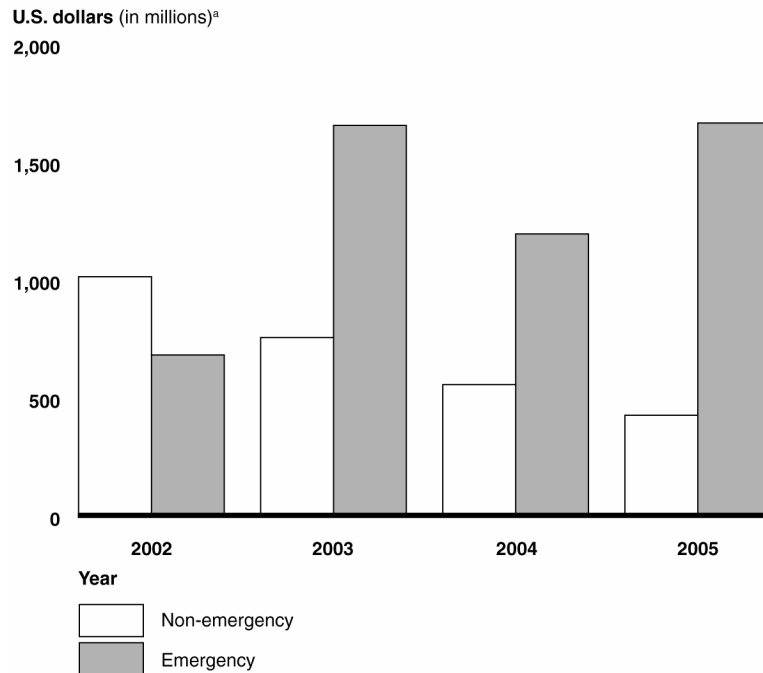 U.S. dollars (in millions)a
2,000
1,500
1,000
500
0
2002 2003 2004 2005
Year
Non-emergency
Emergency